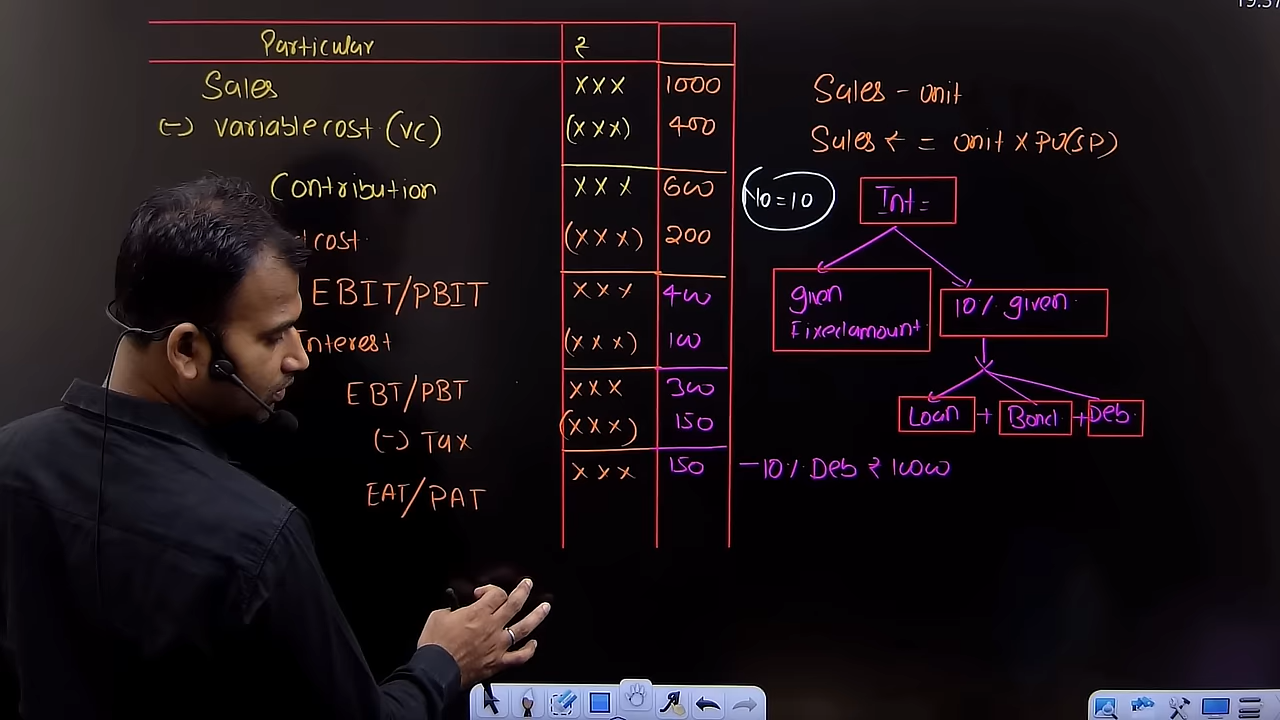 Particular ₹
Sales XXX 1000
(-) Variable cost (VC) (XXX) 400
Contribution XXX 600
cost (XXX) 200
EBIT/PBIT XXX 400
Interest (XXX) 100
EBT/PBT XXX 300
(-) Tax (XXX) 150
EAT/PAT XXX 150
Sales - unit
Sales ₹ = unit X PU(SP)
10=10
Int =
given
Fixed amount
10% given
Loan + Bond + Deb
-10% Deb ₹ 1000